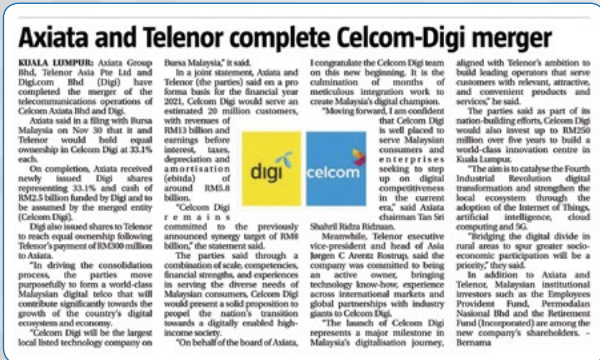 Axiata and Telenor complete Celcom-Digi merger
KUALA LUMPUR: Axiata Group
Bhd, Telenor Asia Pte Ltd and
Digi.com Bhd (Digi) have
completed the merger of the
telecommunications operations of
Celcom Axiata Bhd and Digi.
Axiata said in a filing with Bursa
Malaysia on Nov 30 that it and
Telenor would hold equal
ownership in Celcom Digi at 33.1%
each.
On completion, Axiata received
newly issued Digi shares
representing 33.1% and cash of
RM2.5 billion funded by Digi and to
be assumed by the merged entity
(Celcom Digi).
Digi also issued shares to Telenor
to reach equal ownership following
Telenor's payment of RM300 million
to Axiata.
"In driving the consolidation
process, the parties move
purposefully to form a world-class
Malaysian digital telco that will
contribute significantly towards the
growth of the country's digital
ecosystem and economy.
"Celcom Digi will be the largest
local listed technology company on
Bursa Malaysia," it said.
In a joint statement, Axiata and
Telenor (the parties) said on a pro
forma basis for the financial year
2021, Celcom Digi would serve an
estimated 20 million customers,
with revenues of
RM13 billion and
earnings before
interest, taxes,
depreciation and
amortisation
(ebitda) of
around RM5.8
billion.
"Celcom Digi
remains
committed to the previously
announced synergy target of RM8
billion," the statement said.
The parties said through a
combination of scale, competencies,
financial strengths, and experiences
in serving the diverse needs of
Malaysian consumers, Celcom Digi
would present a solid proposition to
propel the nation's transition
towards a digitally enabled high-
income society.
"On behalf of the board of Axiata,
digi
celcom
I congratulate the Celcom Digi team
on this new beginning. It is the
culmination of months of
meticulous integration work to
create Malaysia's digital champion.
"Moving forward, I am confident
that Celcom Digi
is well placed to
serve Malaysian
consumers and
enterprises
seeking to step
up on digital
competitiveness
in the current
era," said Axiata
chairman Tan Sri
Shahril Ridza Ridzuan.
Meanwhile, Telenor executive
vice-president and head of Asia
Jørgen C Arentz Rostrup, said the
company was committed to being
an active owner, bringing
technology know-how, experience
across international markets and
global partnerships with industry
giants to Celcom Digi.
"The launch of Celcom Digi
represents a major milestone in
Malaysia's digitalisation journey,
aligned with Telenor's ambition to
build leading operators that serve
customers with relevant, attractive,
and convenient products and
services," he said.
The parties said as part of its
nation-building efforts, Celcom Digi
would also invest up to RM250
million over five years to build a
world-class innovation centre in
Kuala Lumpur.
"The aim is to catalyse the Fourth
Industrial Revolution digital
transformation and strengthen the
local ecosystem through the
adoption of the Internet of Things,
artificial intelligence, cloud
computing and 5G.
"Bridging the digital divide in
rural areas to spur greater socio-
economic participation will be a
priority," they said.
In addition to Axiata and
Telenor, Malaysian institutional
investors such as the Employees
Provident Fund, Permodalan
Nasional Bhd and the Retirement
Fund (Incorporated) are among the
new company's shareholders. –
Bernama